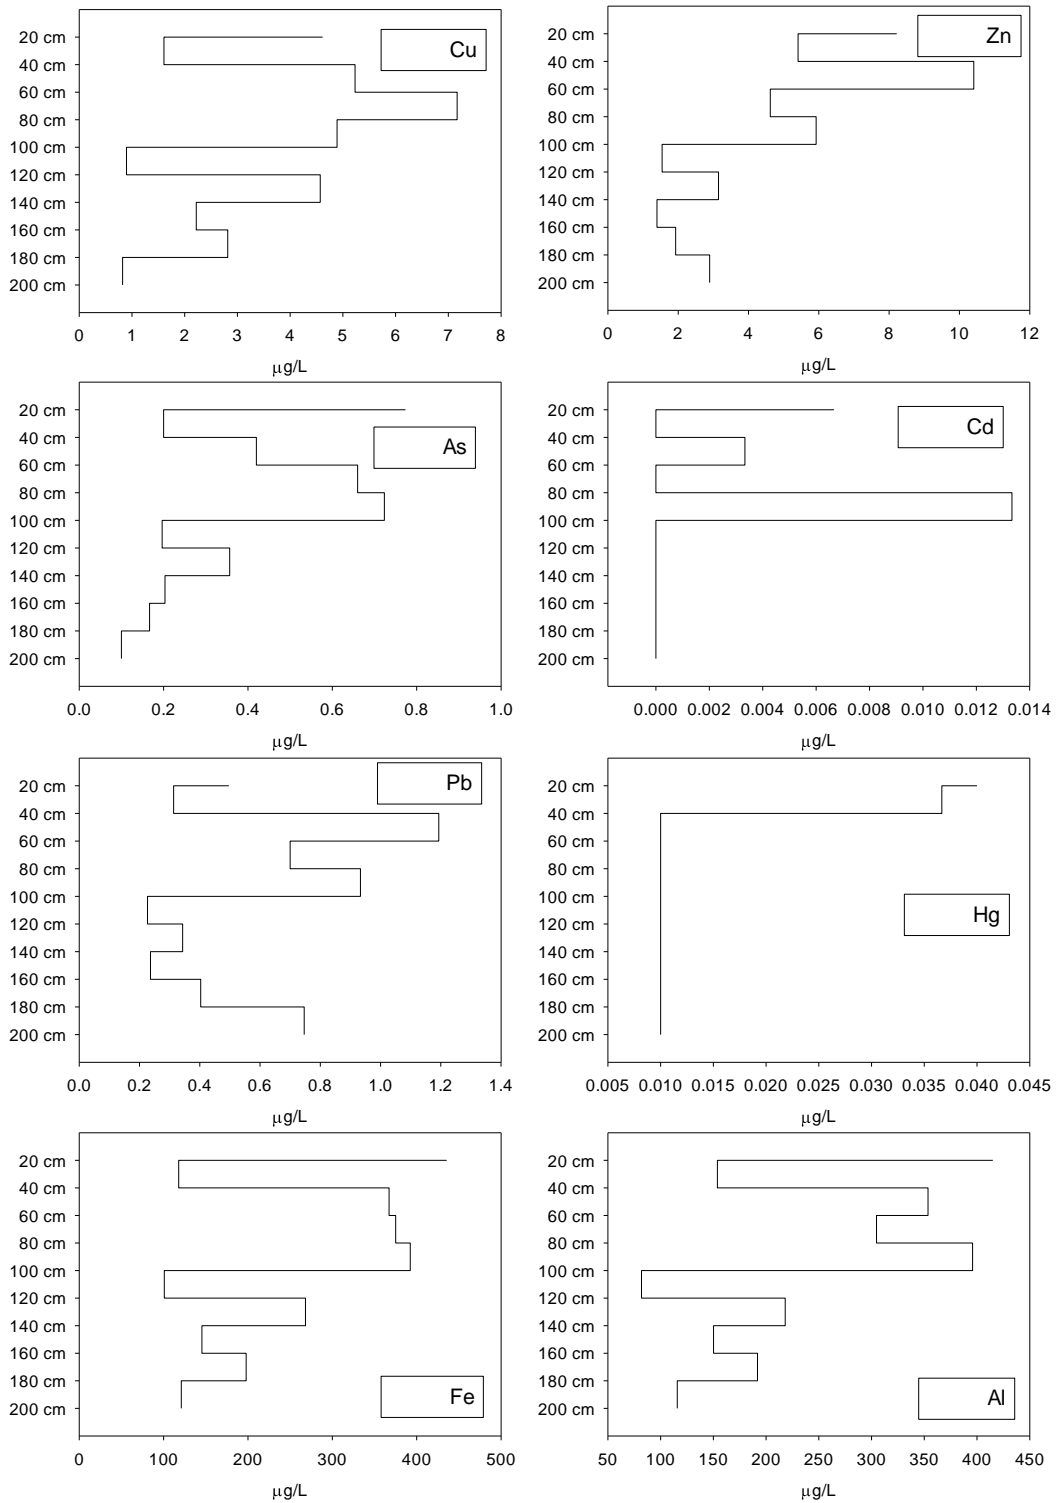 20 cm
40 cm
60 cm
80 cm
100 cm
120 cm
140 cm
160 cm
180 cm
200 cm
Cu
0 1 2 3 4 5 6 7 8
µg/L
20 cm
40 cm
60 cm
80 cm
100 cm
120 cm
140 cm
160 cm
180 cm
200 cm
Zn
0 2 4 6 8 10 12
µg/L
20 cm
40 cm
60 cm
80 cm
100 cm
120 cm
140 cm
160 cm
180 cm
200 cm
As
0.0 0.2 0.4 0.6 0.8 1.0
µg/L
20 cm
40 cm
60 cm
80 cm
100 cm
120 cm
140 cm
160 cm
180 cm
200 cm
Cd
0.000 0.002 0.004 0.006 0.008 0.010 0.012 0.014
µg/L
20 cm
40 cm
60 cm
80 cm
100 cm
120 cm
140 cm
160 cm
180 cm
200 cm
Pb
0.0 0.2 0.4 0.6 0.8 1.0 1.2 1.4
µg/L
20 cm
40 cm
60 cm
80 cm
100 cm
120 cm
140 cm
160 cm
180 cm
200 cm
Hg
0.005 0.010 0.015 0.020 0.025 0.030 0.035 0.040 0.045
µg/L
20 cm
40 cm
60 cm
80 cm
100 cm
120 cm
140 cm
160 cm
180 cm
200 cm
Fe
0 100 200 300 400 500
µg/L
20 cm
40 cm
60 cm
80 cm
100 cm
120 cm
140 cm
160 cm
180 cm
200 cm
Al
50 100 150 200 250 300 350 400 450
µg/L